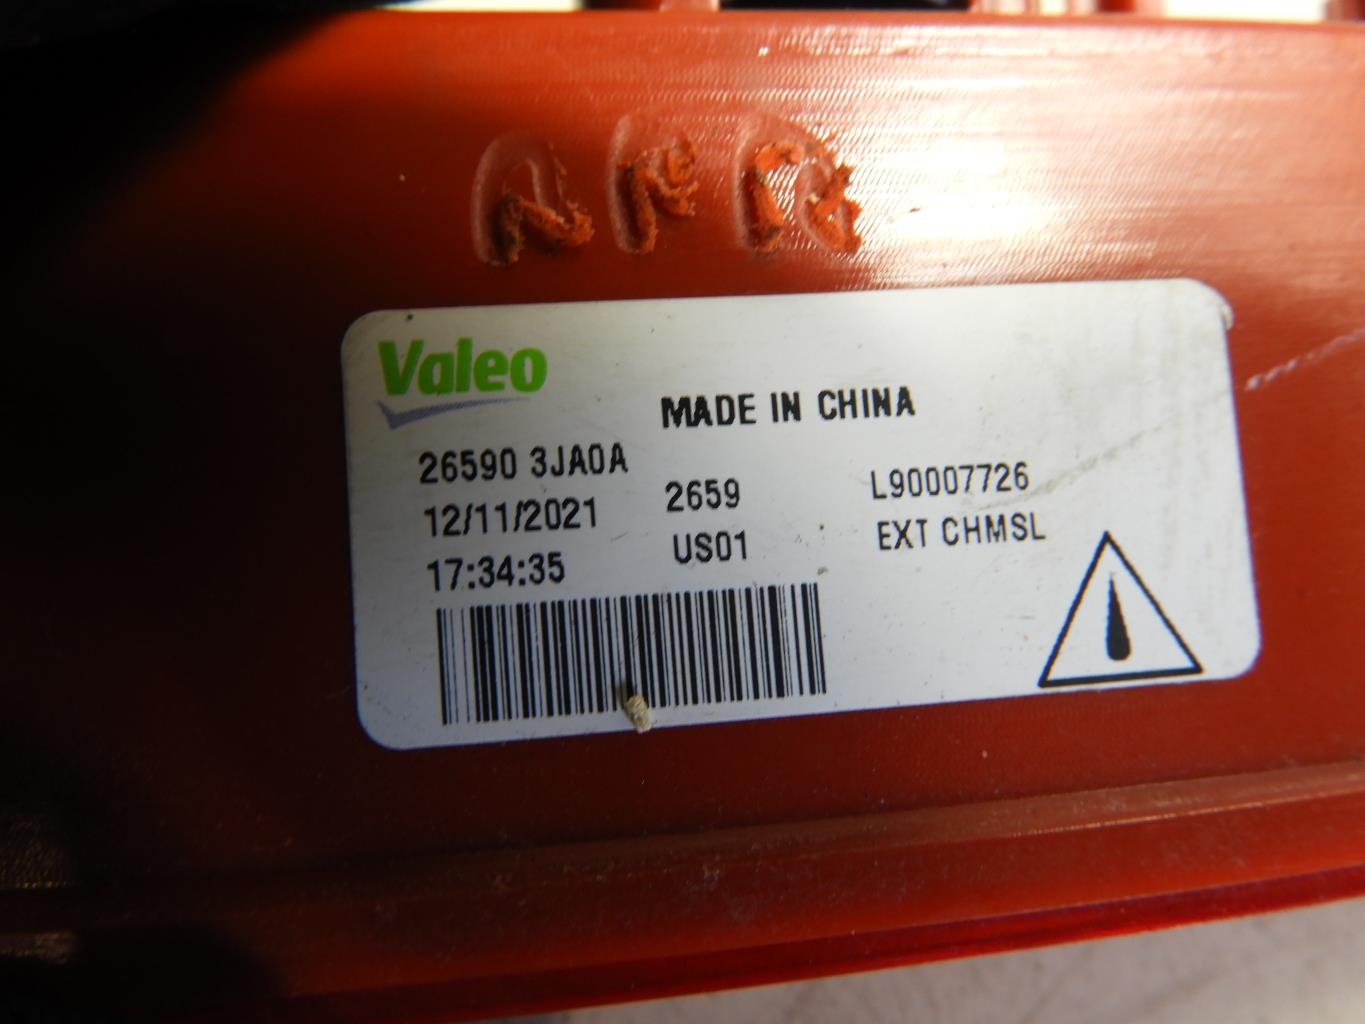 Valeo
MADE IN CHINA
26590 3JA0A
2659
L90007726
12/11/2021
US01
EXT CHMSL
17:34:35